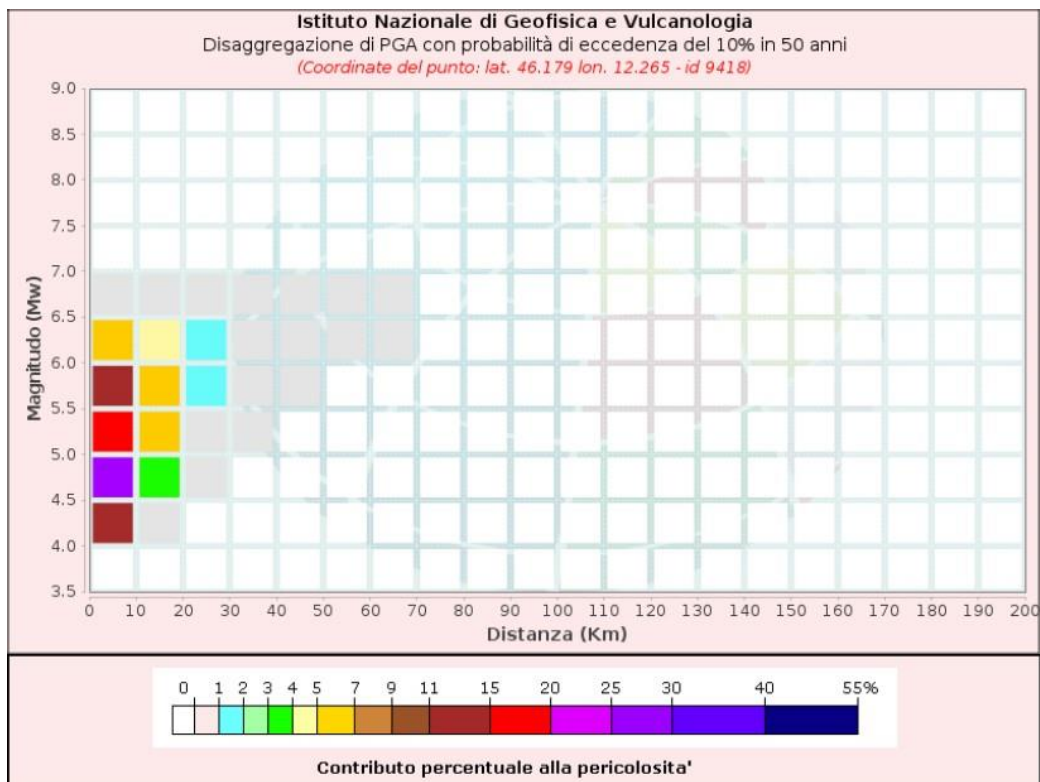 Istituto Nazionale di Geofisica e Vulcanologia
Disaggregazione di PGA con probabilità di eccedenza del 10% in 50 anni
(Coordinate del punto: lat. 46.179 lon. 12.265 - id 9418)
Magnitudo (Mw)
9.0
8.5
8.0
7.5
7.0
6.5
6.0
5.5
5.0
4.5
4.0
3.5
0 10 20 30 40 50 60 70 80 90 100 110 120 130 140 150 160 170 180 190 200
Distanza (Km)
0 1 2 3 4 5 7 9 11 15 20 25 30 40 55%
Contributo percentuale alla pericolosita'